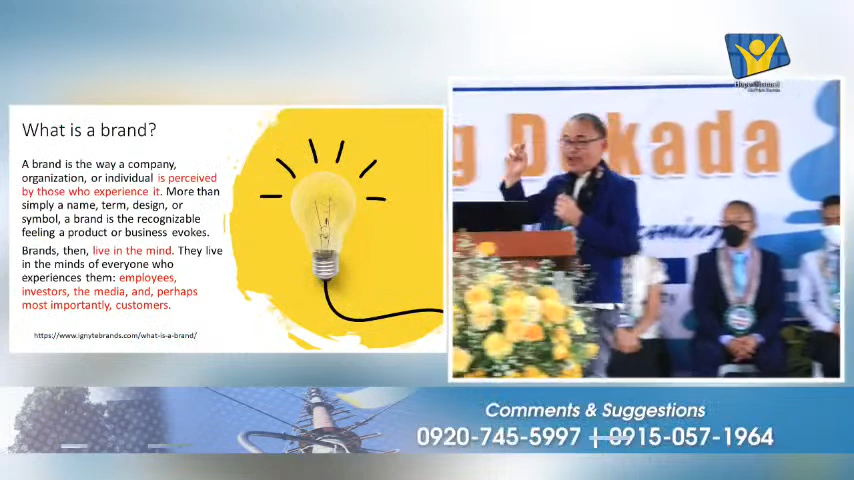 What is a brand?
A brand is the way a company,
organization, or individual is perceived
by those who experience it. More than
simply a name, term, design, or
symbol, a brand is the recognizable
feeling a product or business evokes.
Brands, then, live in the mind. They live
in the minds of everyone who
experiences them: employees,
investors, the media, and, perhaps
most importantly, customers.
https://www.ignytebrands.com/what-is-a-brand/
g Dekada
Comments & Suggestions
0920-745-5997 | 0915-057-1964